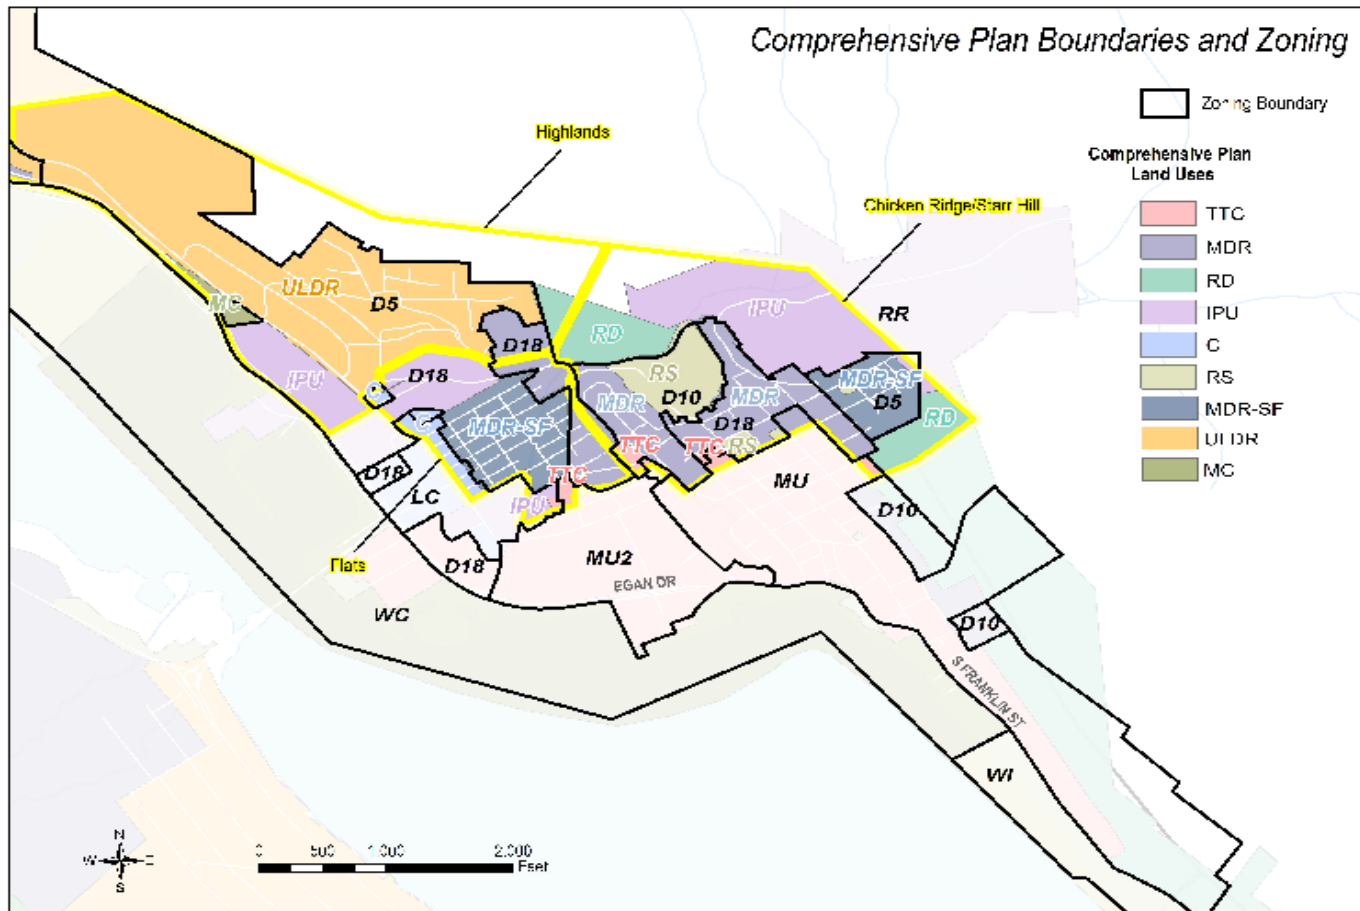 Comprehensive Plan Boundaries and Zoning
Zoning Boundary
Comprehensive Plan
Land Uses
TTC
MDR
RD
IPU
C
RS
MDR-SF
ULDR
MC
Highlands
Chicken Ridge/Starr Hill
ULDR
D5
MC
IPU
RD
IPU
RR
D18
D18
C
IPU
RS
D10
MDR
MDR
MDR-SF
D5
RD
C
MDR-SF
D18
TTC
TTC
RS
TTC
MU
D18
LC
IPU
D10
Flats
D18
MU2
EGAN DR
WC
D10
S FRANKLIN ST
WI
N
W
E
S
0
500
1,000
2,000
Feet